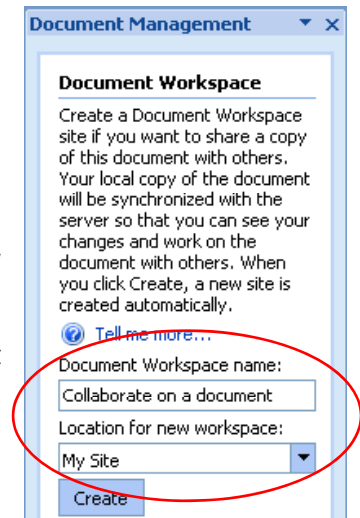 Document Management
Document Workspace
Create a Document Workspace
site if you want to share a copy
of this document with others.
Your local copy of the document
will be synchronized with the
server so that you can see your
changes and work on the
document with others. When
you click Create, a new site is
created automatically.
Tell me more...
Document Workspace name:
Collaborate on a document
Location for new workspace:
My Site
Create